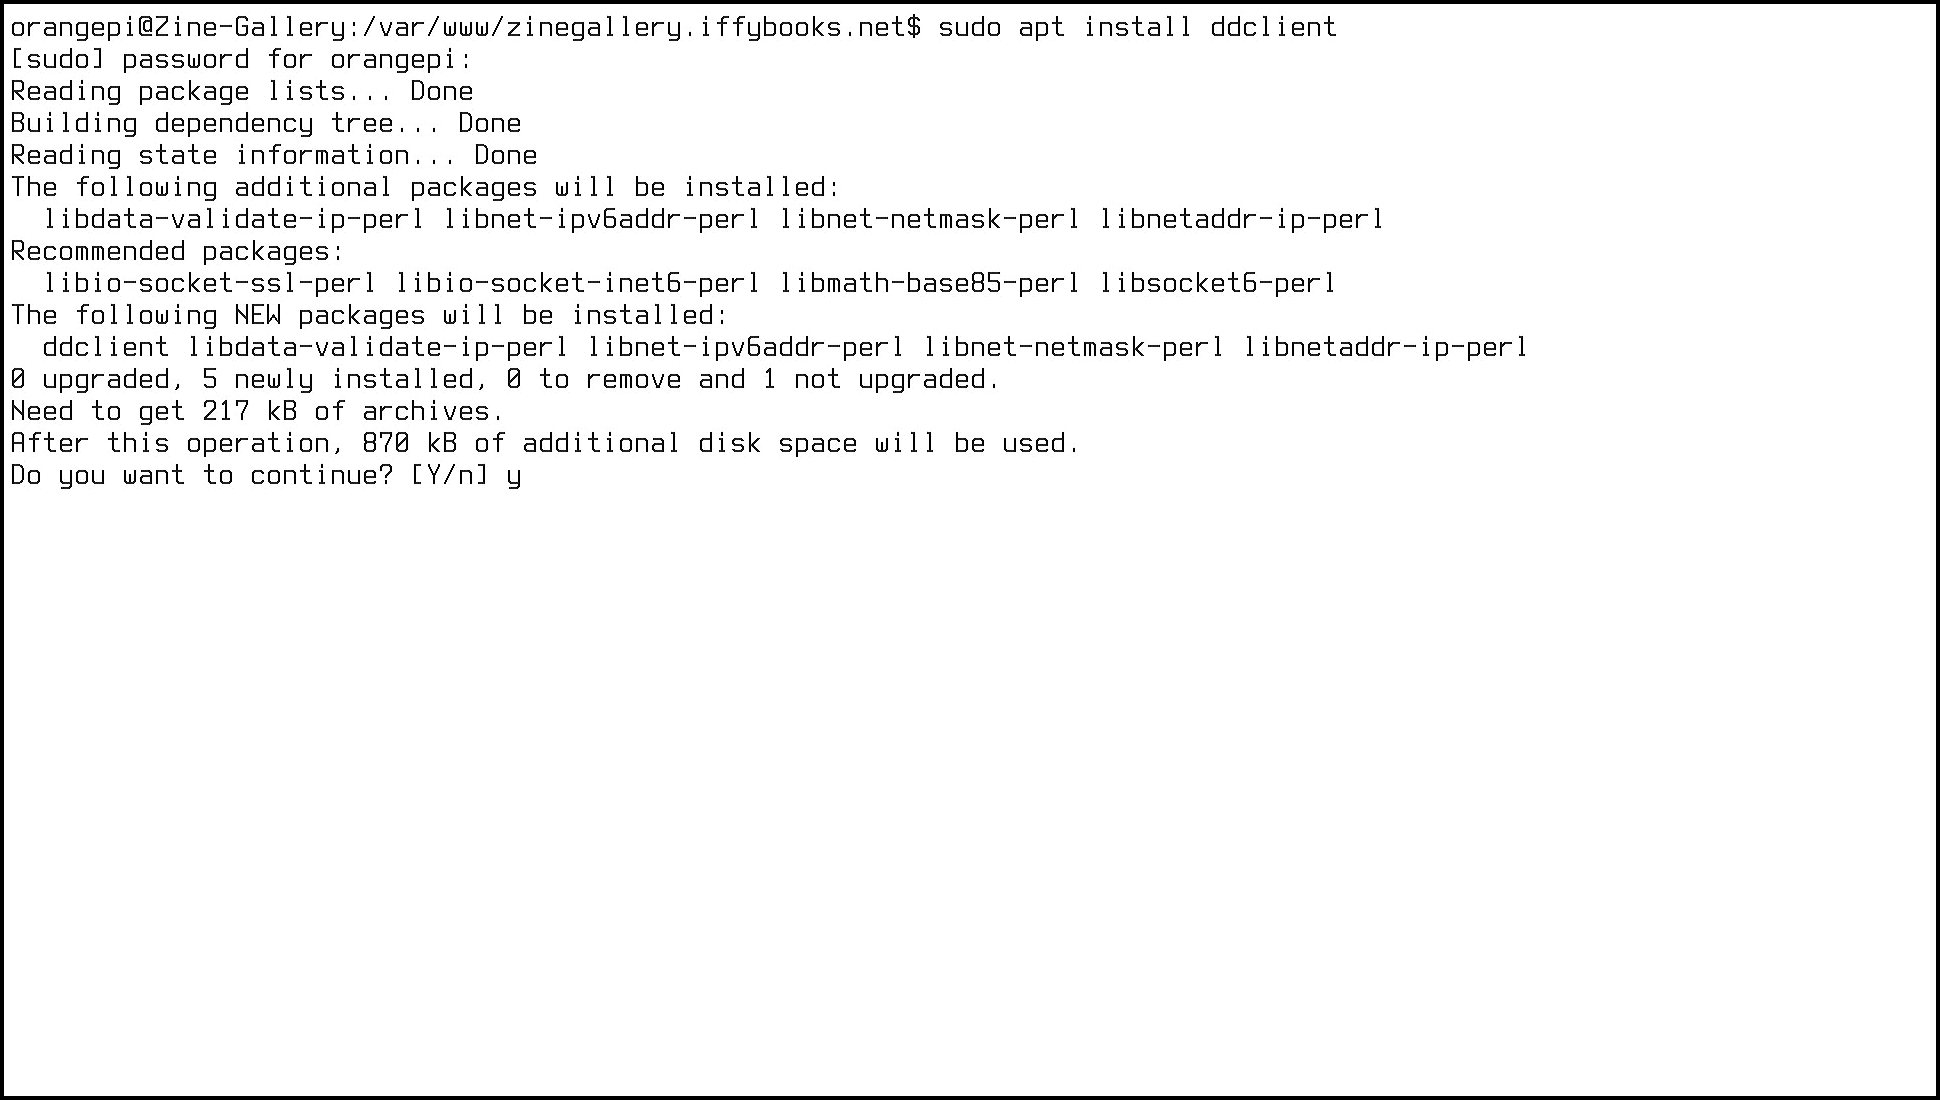 orangepi@Zine-Gallery:/var/www/zinegallery.iffybooks.net$ sudo apt install ddclient
[sudo] password for orangepi:
Reading package lists... Done
Building dependency tree... Done
Reading state information... Done
The following additional packages will be installed:
  libdata-validate-ip-perl libnet-ipv6addr-perl libnet-netmask-perl libnetaddr-ip-perl
Recommended packages:
  libio-socket-ssl-perl libio-socket-inet6-perl libmath-base85-perl libsocket6-perl
The following NEW packages will be installed:
  ddclient libdata-validate-ip-perl libnet-ipv6addr-perl libnet-netmask-perl libnetaddr-ip-perl
0 upgraded, 5 newly installed, 0 to remove and 1 not upgraded.
Need to get 217 kB of archives.
After this operation, 870 kB of additional disk space will be used.
Do you want to continue? [Y/n] y